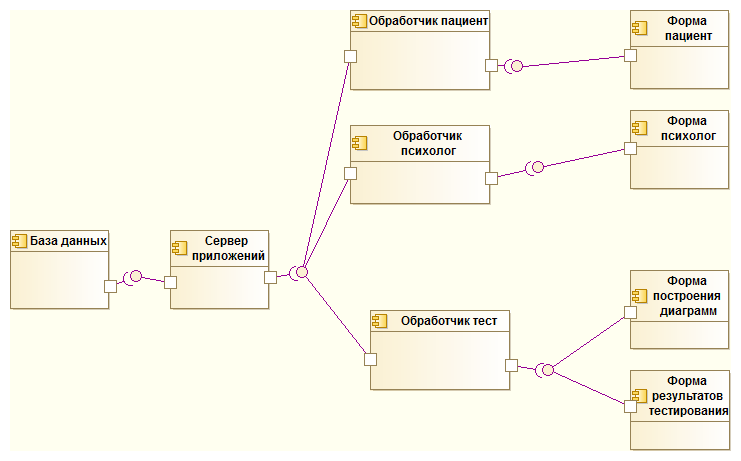 Обработчик пациент
Форма
пациент
Обработчик
психолог
Форма
психолог
База данных
Сервер
приложений
Обработчик тест
Форма
построения
диаграмм
Форма
результатов
тестирования